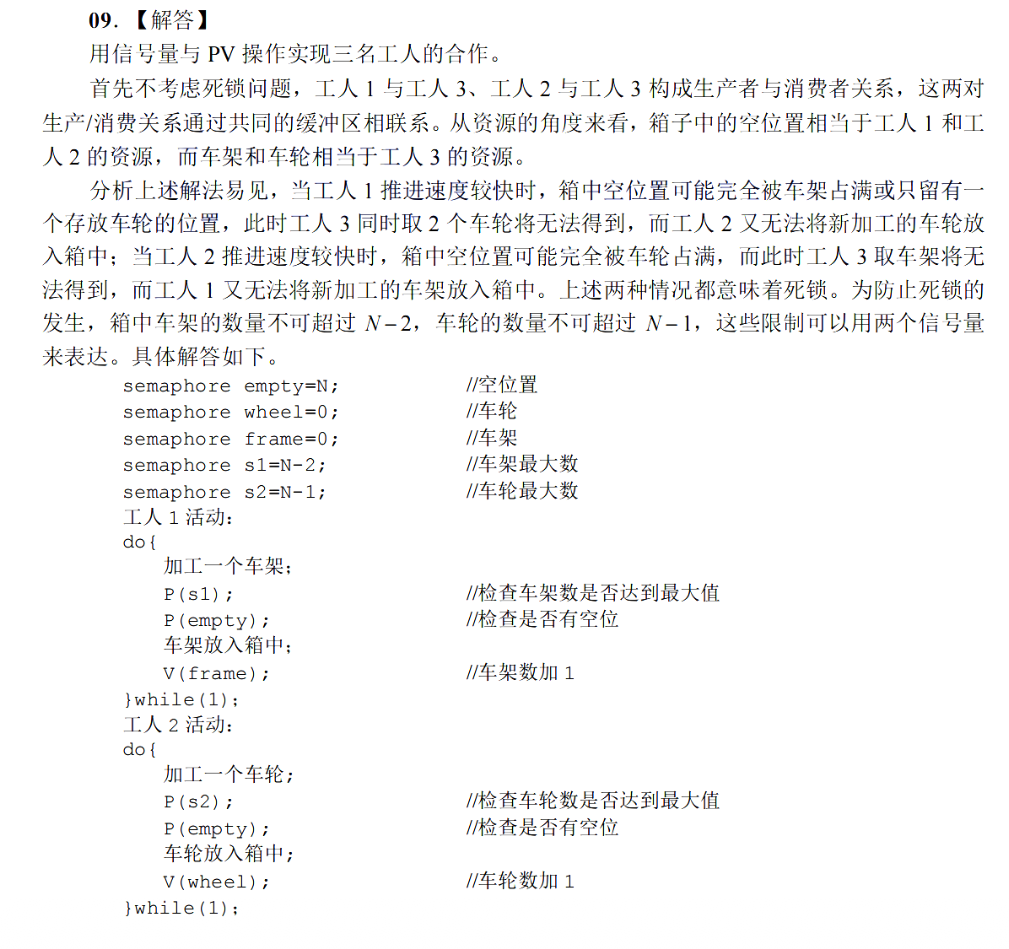 09. 【解答】
用信号量与 PV 操作实现三名工人的合作。
首先不考虑死锁问题，工人 1 与工人 3、工人 2 与工人 3 构成生产者与消费者关系，这两对
生产/消费关系通过共同的缓冲区相联系。从资源的角度来看，箱子中的空位置相当于工人 1 和工
人 2 的资源，而车架和车轮相当于工人 3 的资源。
分析上述解法易见，当工人 1 推进速度较快时，箱中空位置可能完全被车架占满或只留有一
个存放车轮的位置，此时工人 3 同时取 2 个车轮将无法得到，而工人 2 又无法将新加工的车轮放
入箱中；当工人 2 推进速度较快时，箱中空位置可能完全被车轮占满，而此时工人 3 取车架将无
法得到，而工人 1 又无法将新加工的车架放入箱中。上述两种情况都意味着死锁。为防止死锁的
发生，箱中车架的数量不可超过 N－2，车轮的数量不可超过 N－1，这些限制可以用两个信号量
来表达。具体解答如下。
semaphore empty=N; //空位置
semaphore wheel=0; //车轮
semaphore frame=0; //车架
semaphore s1=N-2; //车架最大数
semaphore s2=N-1; //车轮最大数
工人 1 活动:
do{
加工一个车架;
P(s1); //检查车架数是否达到最大值
P(empty); //检查是否有空位
车架放入箱中;
V(frame); //车架数加 1
}while(1);
工人 2 活动:
do{
加工一个车轮;
P(s2); //检查车轮数是否达到最大值
P(empty); //检查是否有空位
车轮放入箱中;
V(wheel); //车轮数加 1
}while(1);